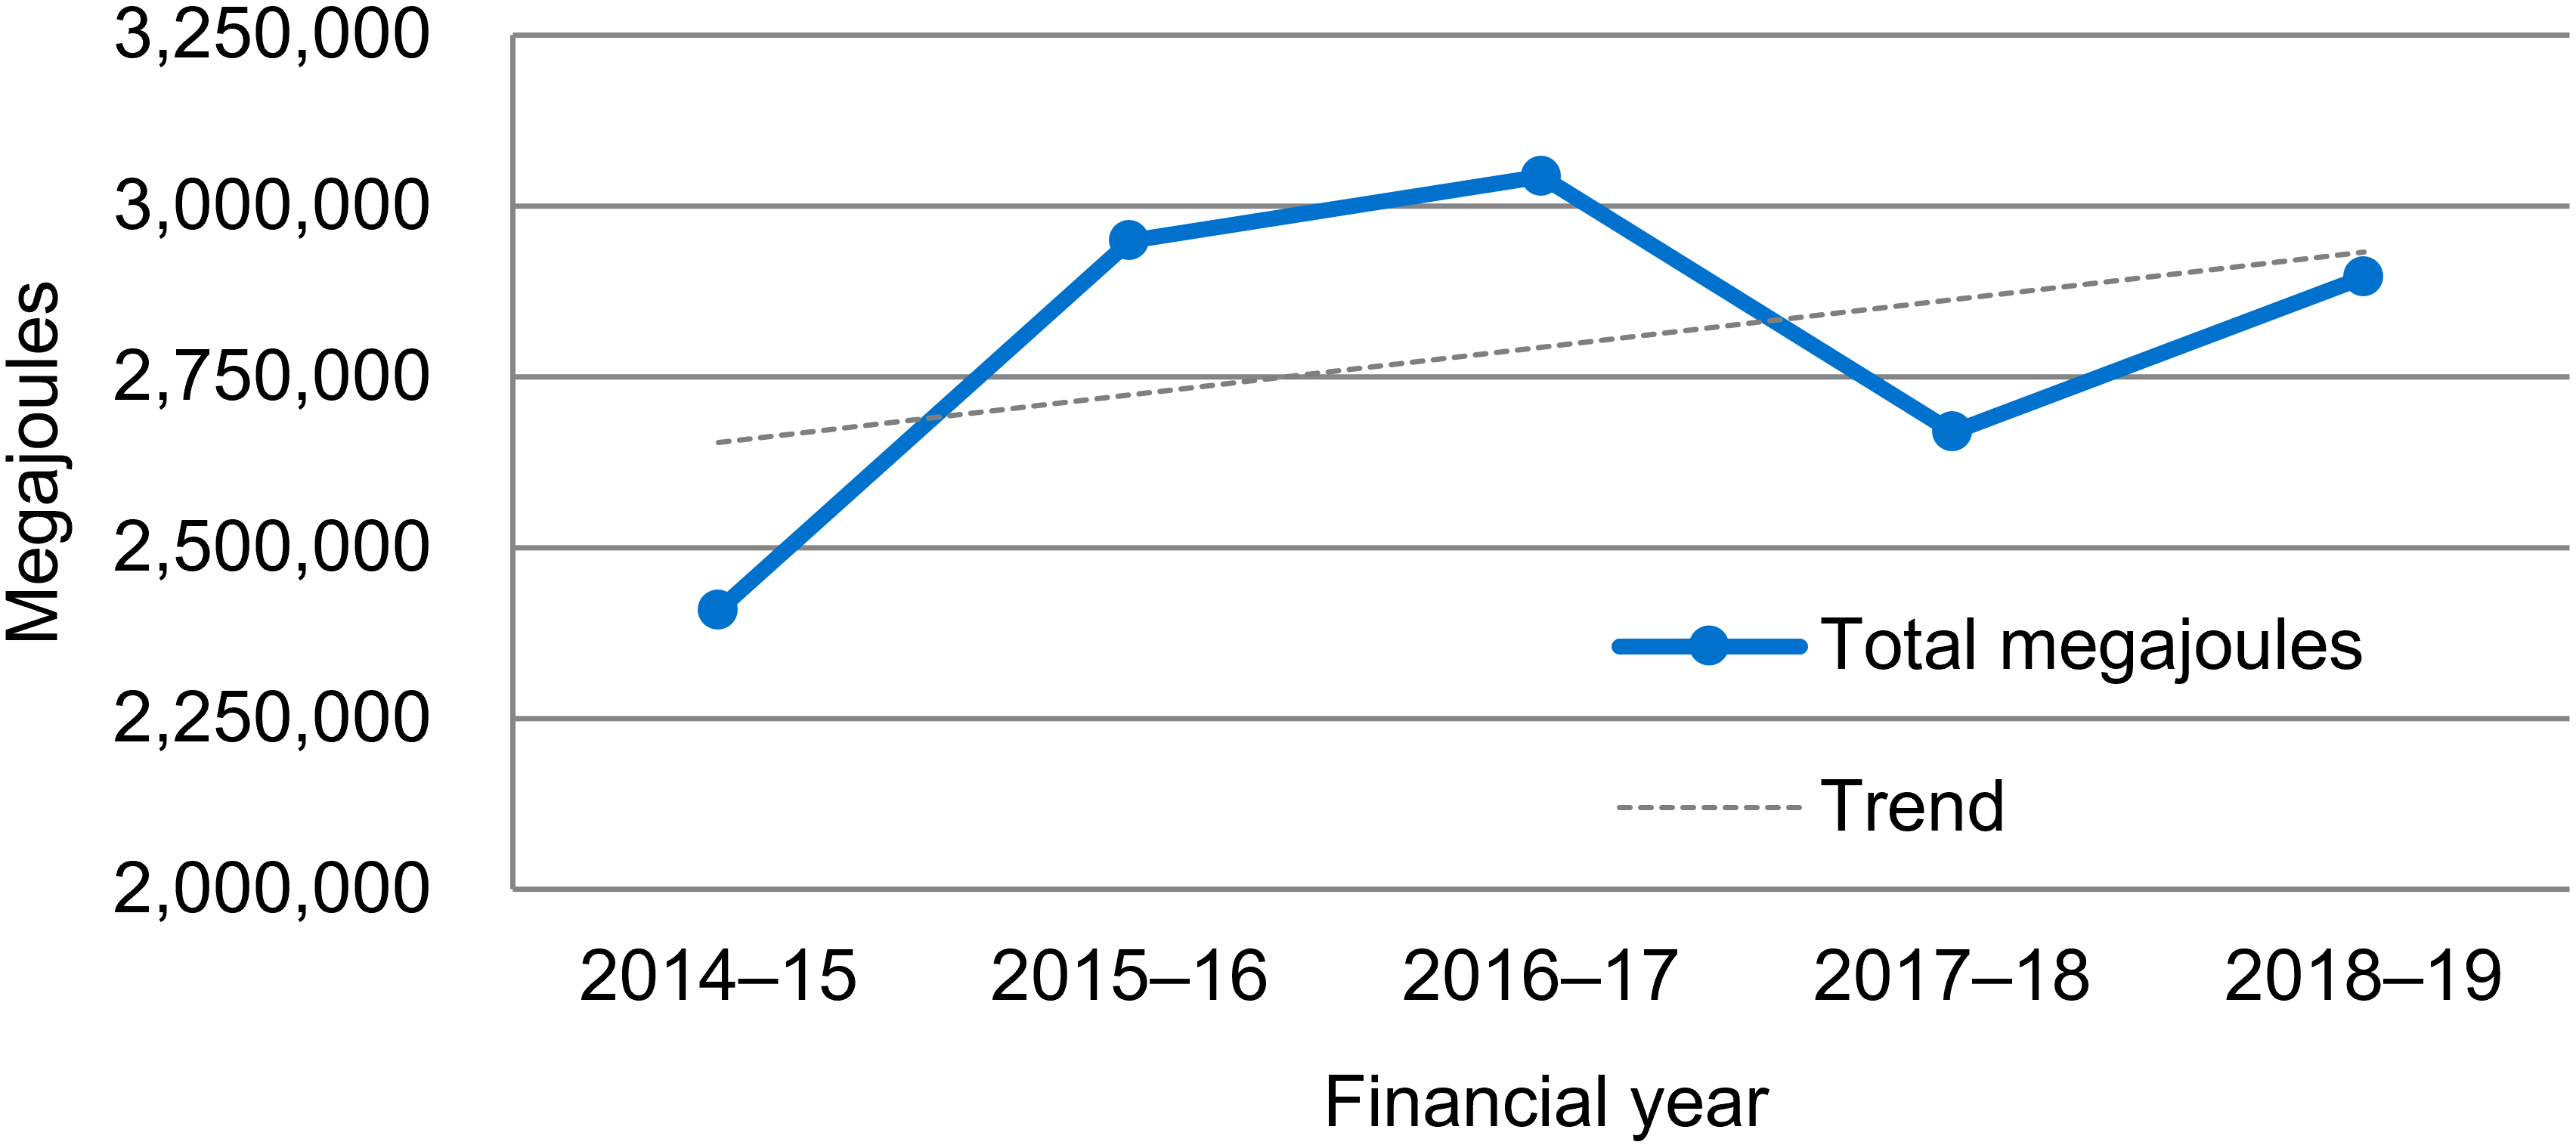 3,250,000
3,000,000
2,750,000
2,500,000
2,250,000
2,000,000
Megajoules
Total megajoules
Trend
2014–15 2015–16 2016–17 2017–18 2018–19
Financial year